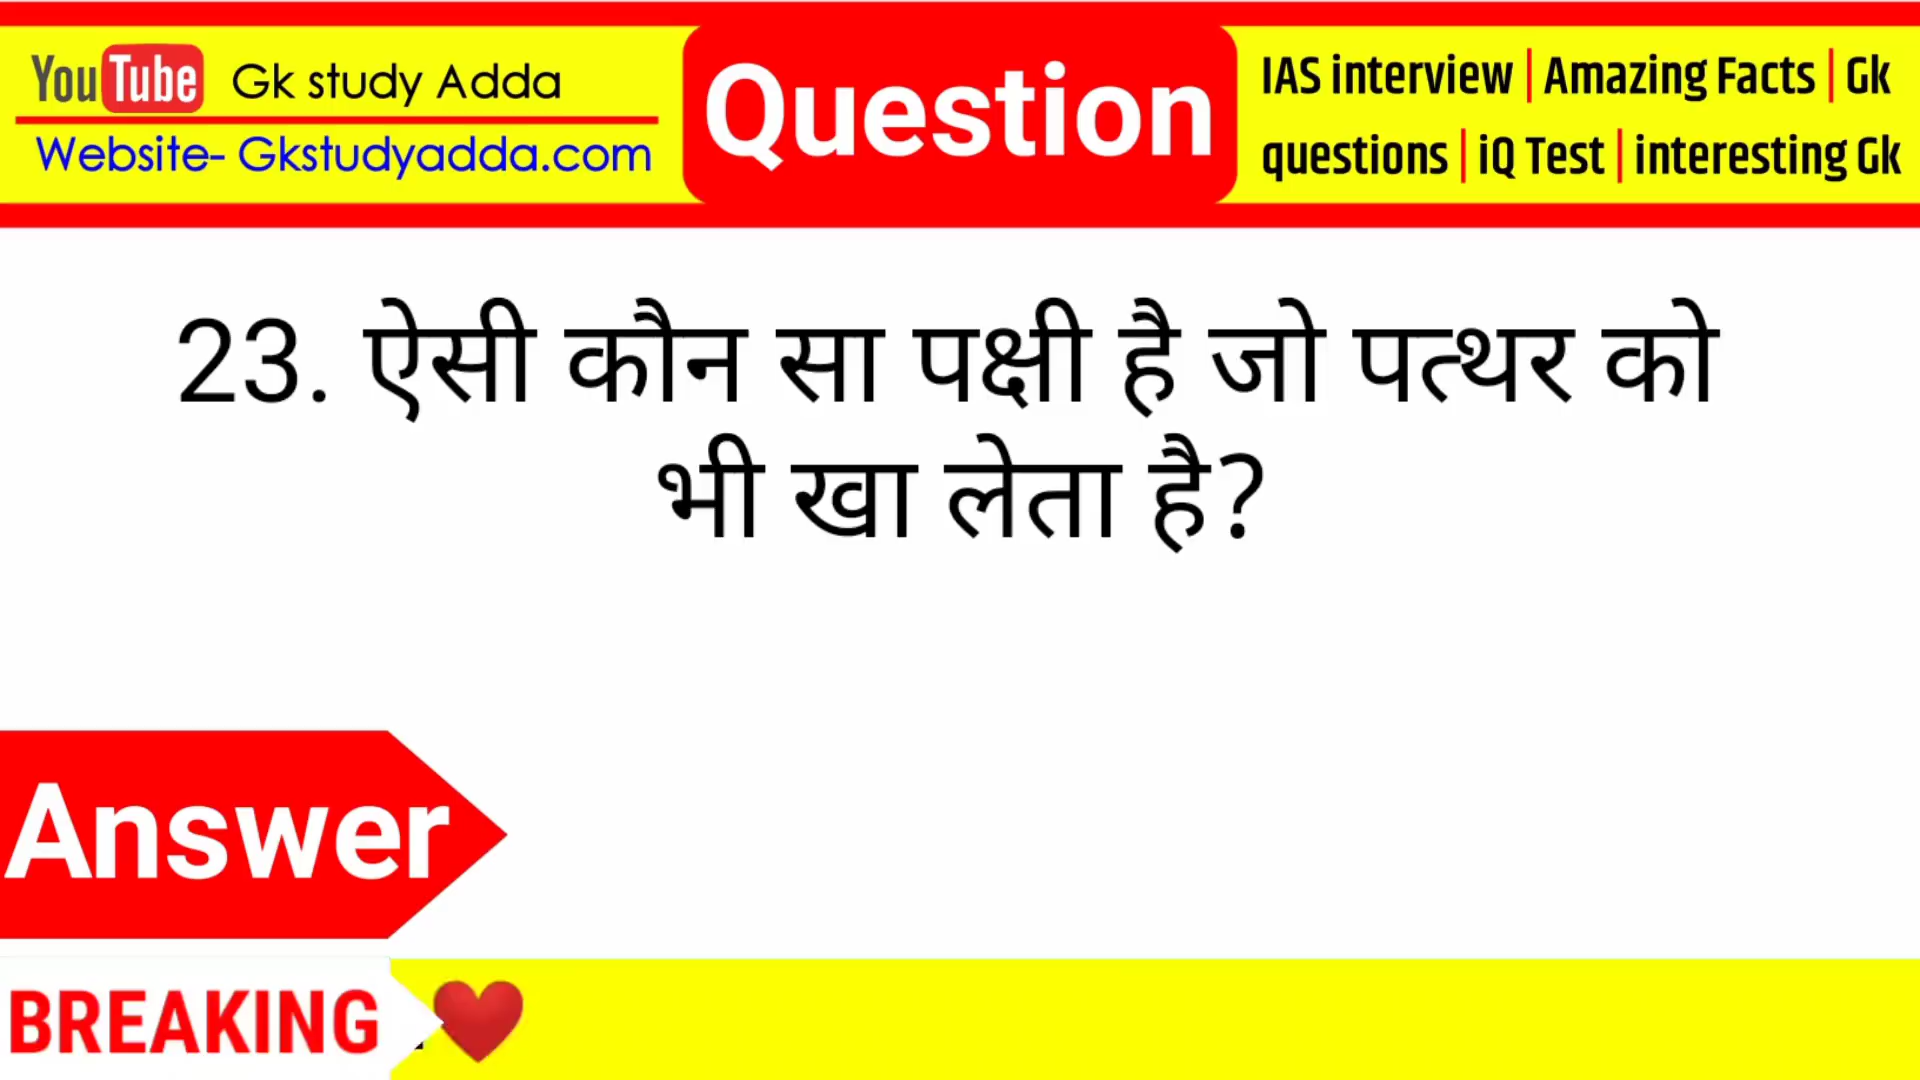 YouTube Gk study Adda
Website- Gkstudyadda.com
Question
IAS interview | Amazing Facts | Gk
questions | iQ Test | interesting Gk
23. ऐसी कौन सा पक्षी है जो पत्थर को
भी खा लेता है?
Answer
BREAKING